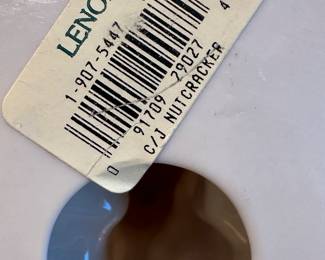 LENO
1-907-5447
0 91709 29027 4
C/J NUTCRACKER